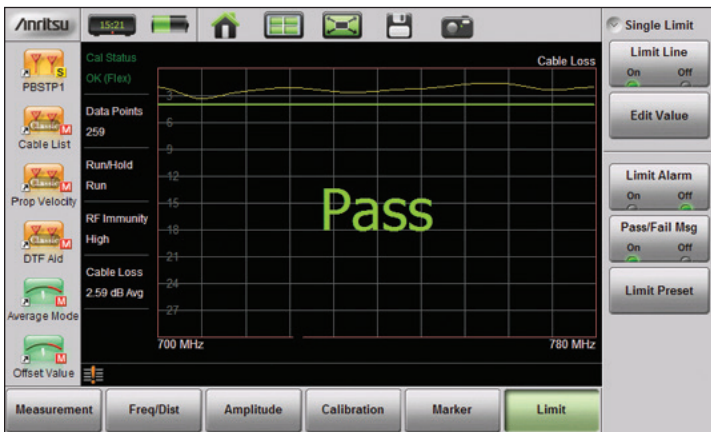 Anritsu
15:21
Single Limit
Limit Line
On Off
Edit Value
Limit Alarm
On Off
Pass/Fail Msg
On Off
Limit Preset
S
PBSTP1
Classic M
Cable List
Classic M
Prop Velocity
Classic M
DTF Aid
M
Average Mode
M
Offset Value
Cal Status
OK (Flex)
Data Points
259
Run/Hold
Run
RF Immunity
High
Cable Loss
2.59 dB Avg
Cable Loss
3
6
9
12
15
18
21
24
27
Pass
700 MHz
780 MHz
Measurement
Freq/Dist
Amplitude
Calibration
Marker
Limit